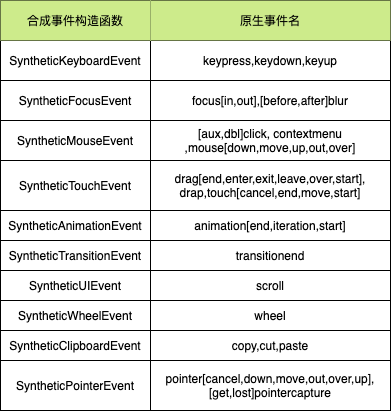 合成事件构造函数 原生事件名
SyntheticKeyboardEvent keypress,keydown,keyup
SyntheticFocusEvent focus[in,out],[before,after]blur
SyntheticMouseEvent [aux,dbl]click, contextmenu
,mouse[down,move,up,out,over]
SyntheticTouchEvent drag[end,enter,exit,leave,over,start],
drap,touch[cancel,end,move,start]
SyntheticAnimationEvent animation[end,iteration,start]
SyntheticTransitionEvent transitionend
SyntheticUIEvent scroll
SyntheticWheelEvent wheel
SyntheticClipboardEvent copy,cut,paste
SyntheticPointerEvent pointer[cancel,down,move,out,over,up],
[get,lost]pointercapture